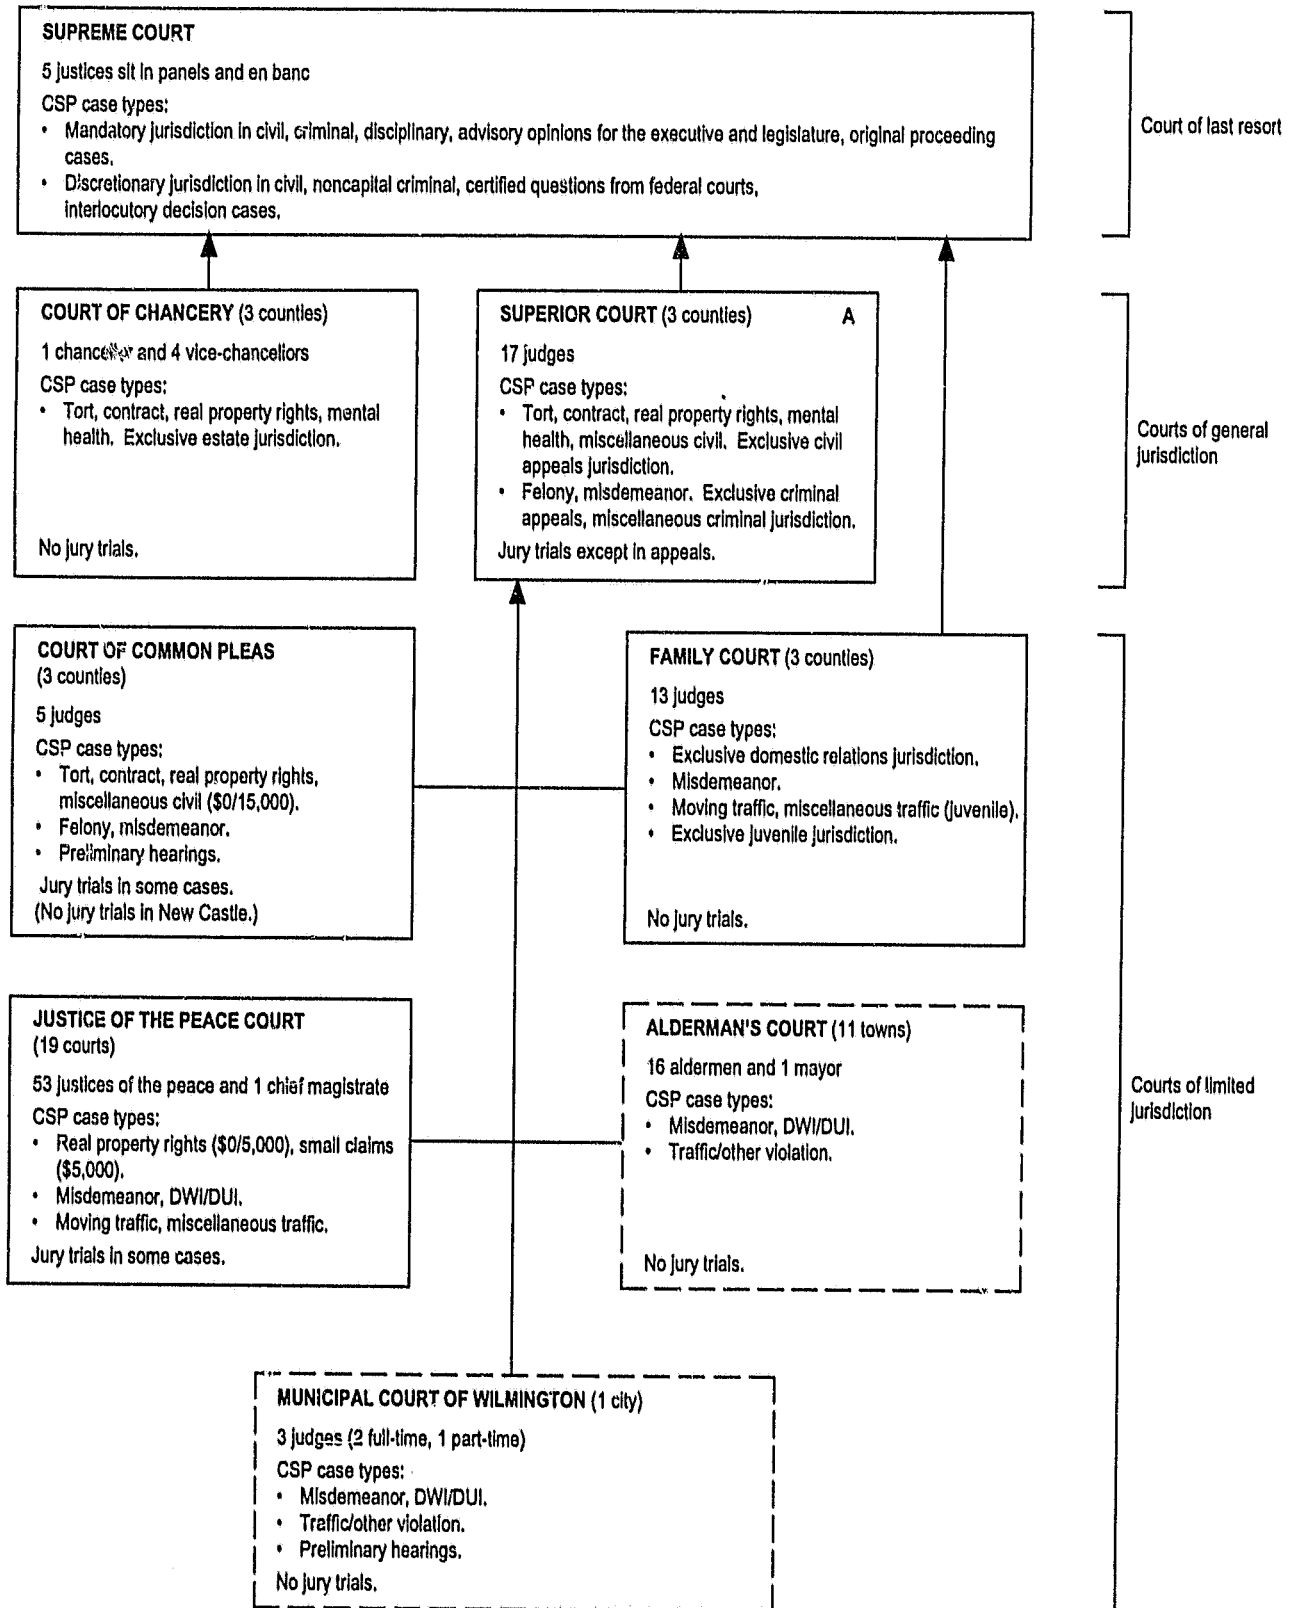 SUPREME COURT
5 justices sit in panels and en banc
CSP case types:
• Mandatory jurisdiction in civil, criminal, disciplinary, advisory opinions for the executive and legislature, original proceeding
cases.
• Discretionary jurisdiction in civil, noncapital criminal, certified questions from federal courts,
interlocutory decision cases.
Court of last resort
COURT OF CHANCERY (3 counties)
1 chancellor and 4 vice-chancellors
CSP case types:
• Tort, contract, real property rights, mental
health. Exclusive estate jurisdiction.
No jury trials.
SUPERIOR COURT (3 counties) A
17 judges
CSP case types:
• Tort, contract, real property rights, mental
health, miscellaneous civil. Exclusive civil
appeals jurisdiction.
• Felony, misdemeanor. Exclusive criminal
appeals, miscellaneous criminal jurisdiction.
Jury trials except in appeals.
Courts of general
jurisdiction
COURT OF COMMON PLEAS
(3 counties)
5 judges
CSP case types:
• Tort, contract, real property rights,
miscellaneous civil ($0/15,000).
• Felony, misdemeanor.
• Preliminary hearings.
Jury trials in some cases.
(No jury trials in New Castle.)
FAMILY COURT (3 counties)
13 judges
CSP case types:
• Exclusive domestic relations jurisdiction.
• Misdemeanor.
• Moving traffic, miscellaneous traffic (juvenile).
• Exclusive juvenile jurisdiction.
No jury trials.
JUSTICE OF THE PEACE COURT
(19 courts)
53 justices of the peace and 1 chief magistrate
CSP case types:
• Real property rights ($0/5,000), small claims
($5,000).
• Misdemeanor, DWI/DUI.
• Moving traffic, miscellaneous traffic.
Jury trials in some cases.
ALDERMAN'S COURT (11 towns)
16 aldermen and 1 mayor
CSP case types:
• Misdemeanor, DWI/DUI.
• Traffic/other violation.
No jury trials.
Courts of limited
jurisdiction
MUNICIPAL COURT OF WILMINGTON (1 city)
3 judges (2 full-time, 1 part-time)
CSP case types:
• Misdemeanor, DWI/DUI.
• Traffic/other violation.
• Preliminary hearings.
No jury trials.